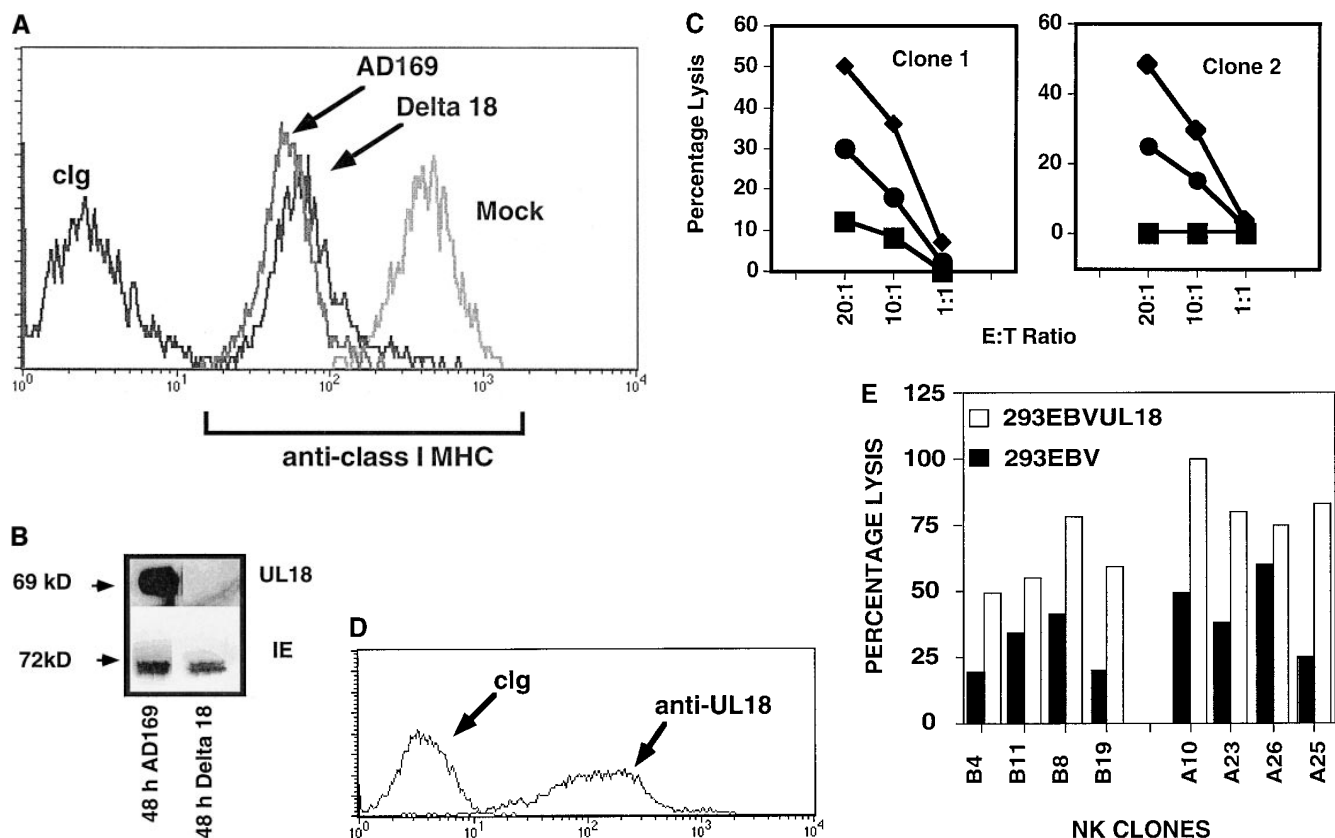 A
AD169
Delta 18
cIg
Mock
10^0 10^1 10^2 10^3 10^4
anti-class I MHC
B
69 kD
UL18
72kD
IE
48 h AD169
48 h Delta 18
C
Percentage Lysis
60
50
40
30
20
10
0
Clone 1
20:1
10:1
1:1
60
40
20
0
Clone 2
20:1
10:1
1:1
E:T Ratio
D
cIg
anti-UL18
10^0 10^1 10^2 10^3 10^4
E
PERCENTAGE LYSIS
125
100
75
50
25
0
293EBVUL18
293EBV
B4
B11
B8
B19
A10
A23
A26
A25
NK CLONES